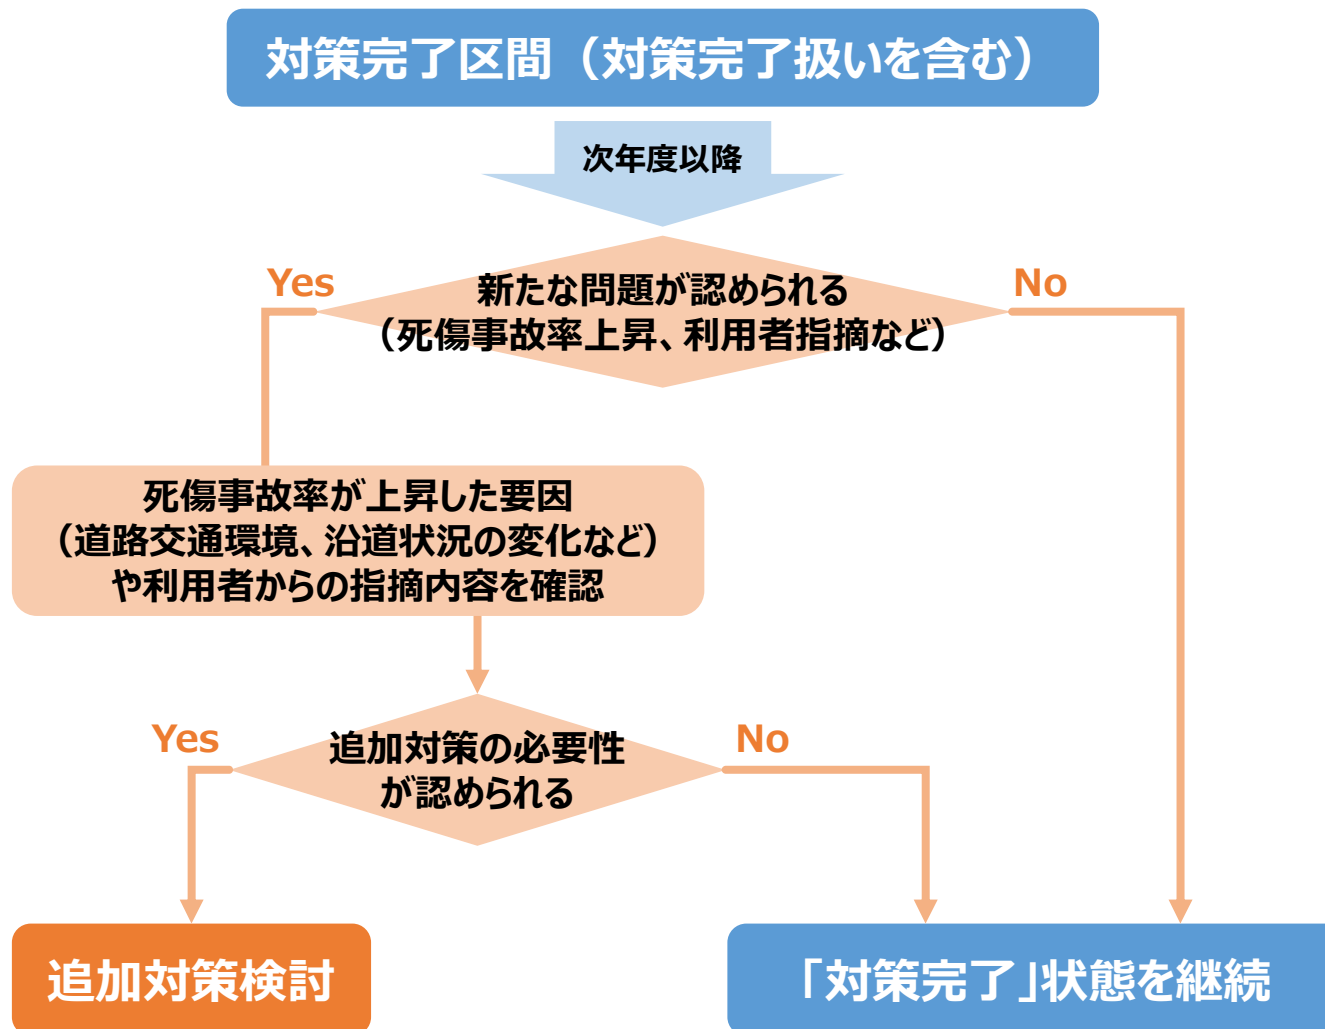 対策完了区間（対策完了扱いを含む）
次年度以降
Yes
新たな問題が認められる
（死傷事故率上昇、利用者指摘など）
No
死傷事故率が上昇した要因
（道路交通環境、沿道状況の変化など）
や利用者からの指摘内容を確認
Yes
追加対策の必要性
が認められる
No
追加対策検討
「対策完了」状態を継続